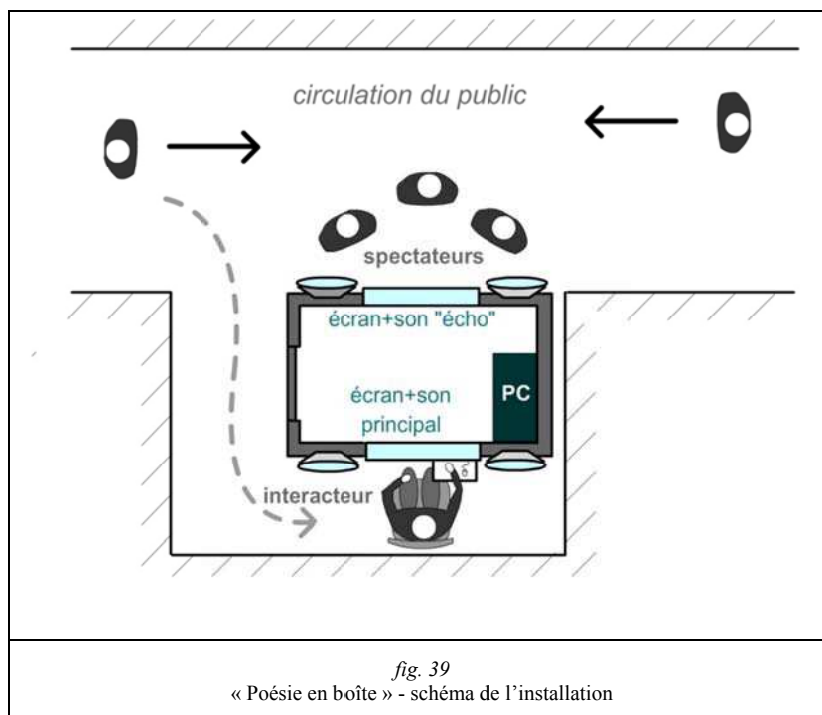 circulation du public
spectateurs
écran+son "écho"
écran+son
principal
PC
interacteur
fig. 39
« Poésie en boîte » - schéma de l’installation